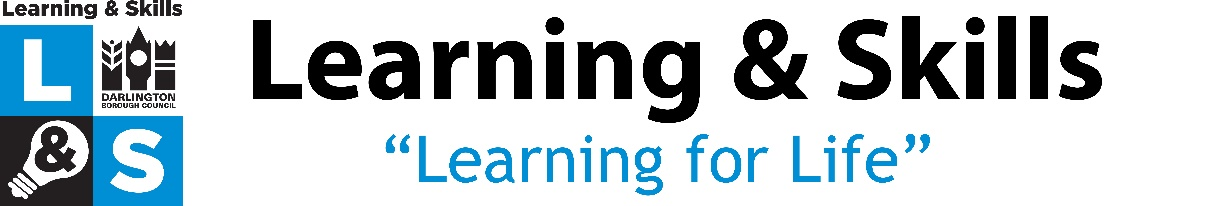 Learning & Skills
L
DARLINGTON
BOROUGH COUNCIL
&
S
Learning & Skills
“Learning for Life”